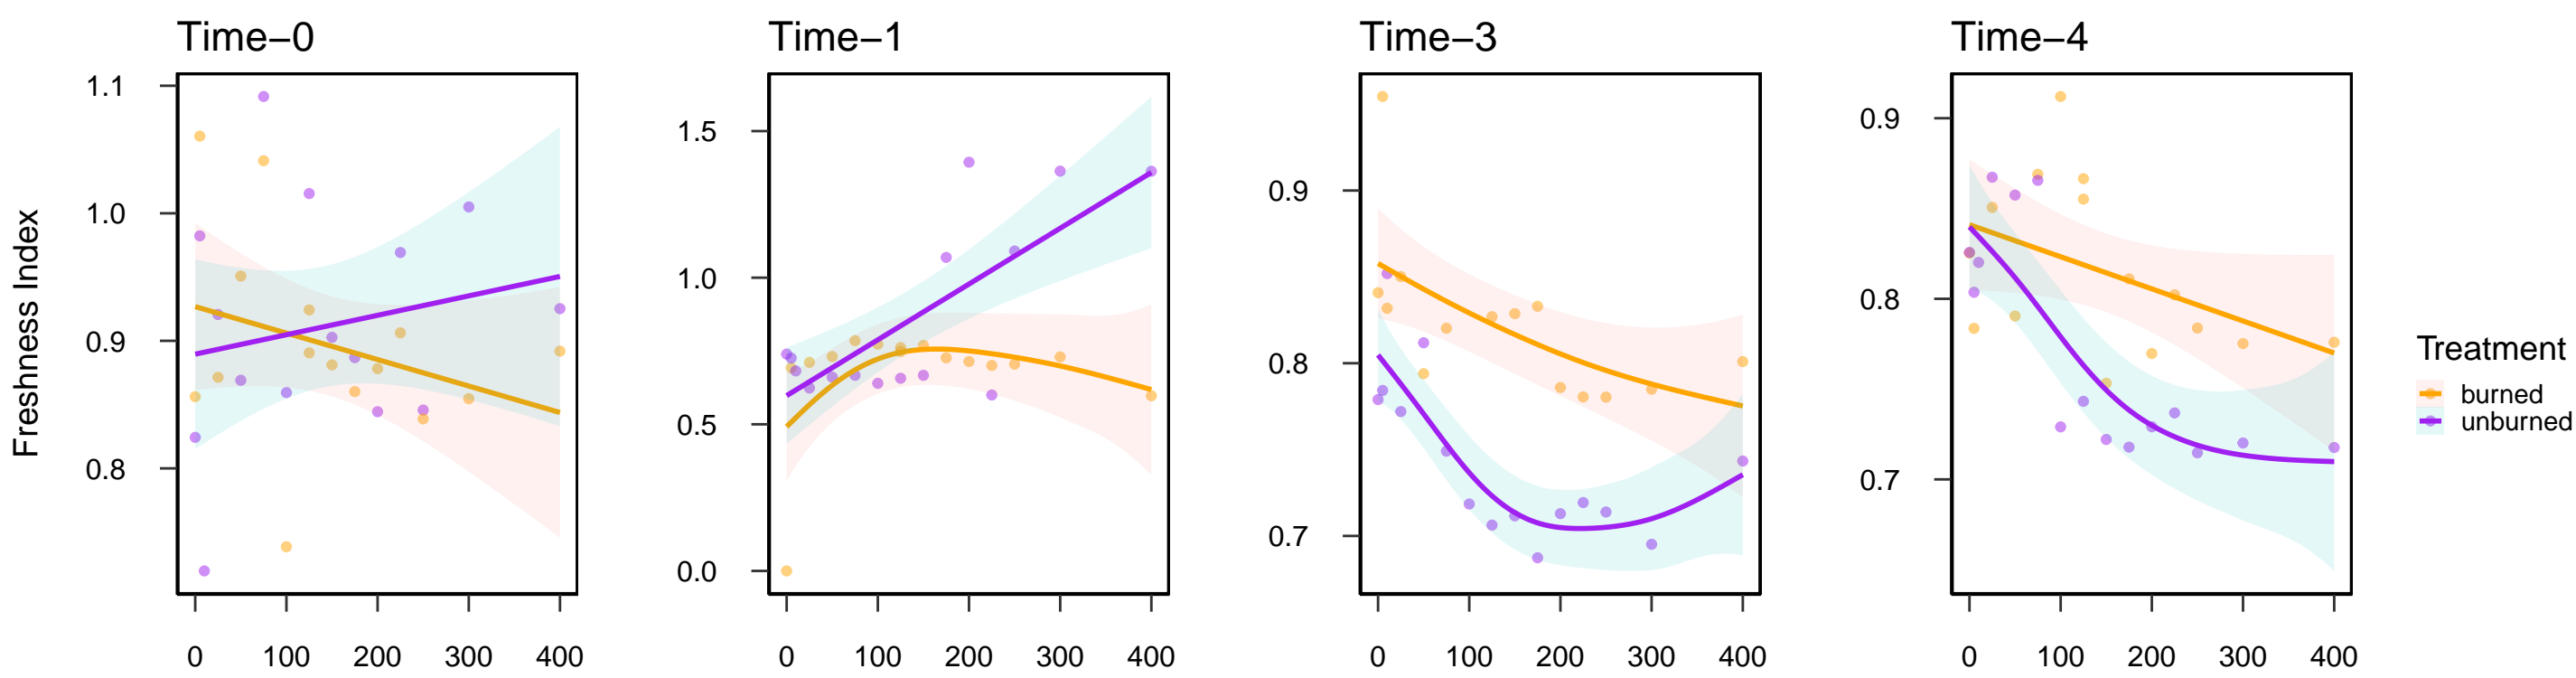 Time−0
Time−1
Time−3
Time−4
Freshness Index
1.1
1.0
0.9
0.8
1.5
1.0
0.5
0.0
0.9
0.8
0.7
0.9
0.8
0.7
0 100 200 300 400
0 100 200 300 400
0 100 200 300 400
0 100 200 300 400
Treatment
burned
unburned